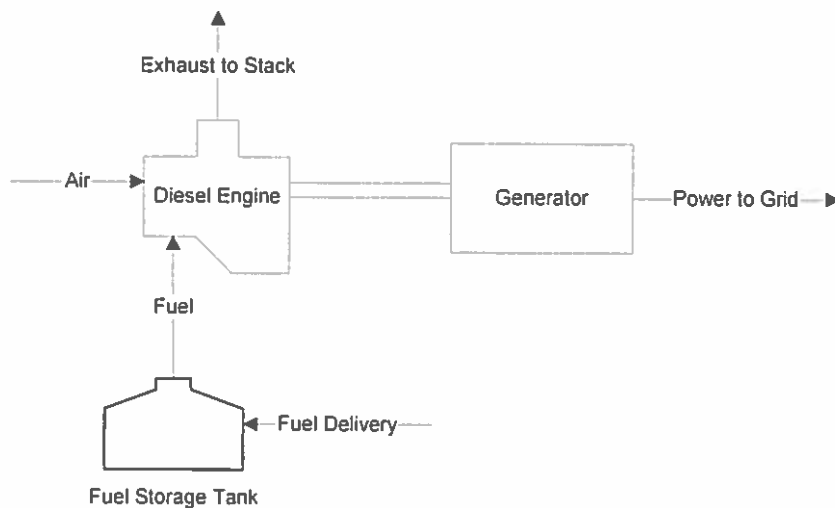 Exhaust to Stack
Air
Diesel Engine
Generator
Power to Grid
Fuel
Fuel Delivery
Fuel Storage Tank